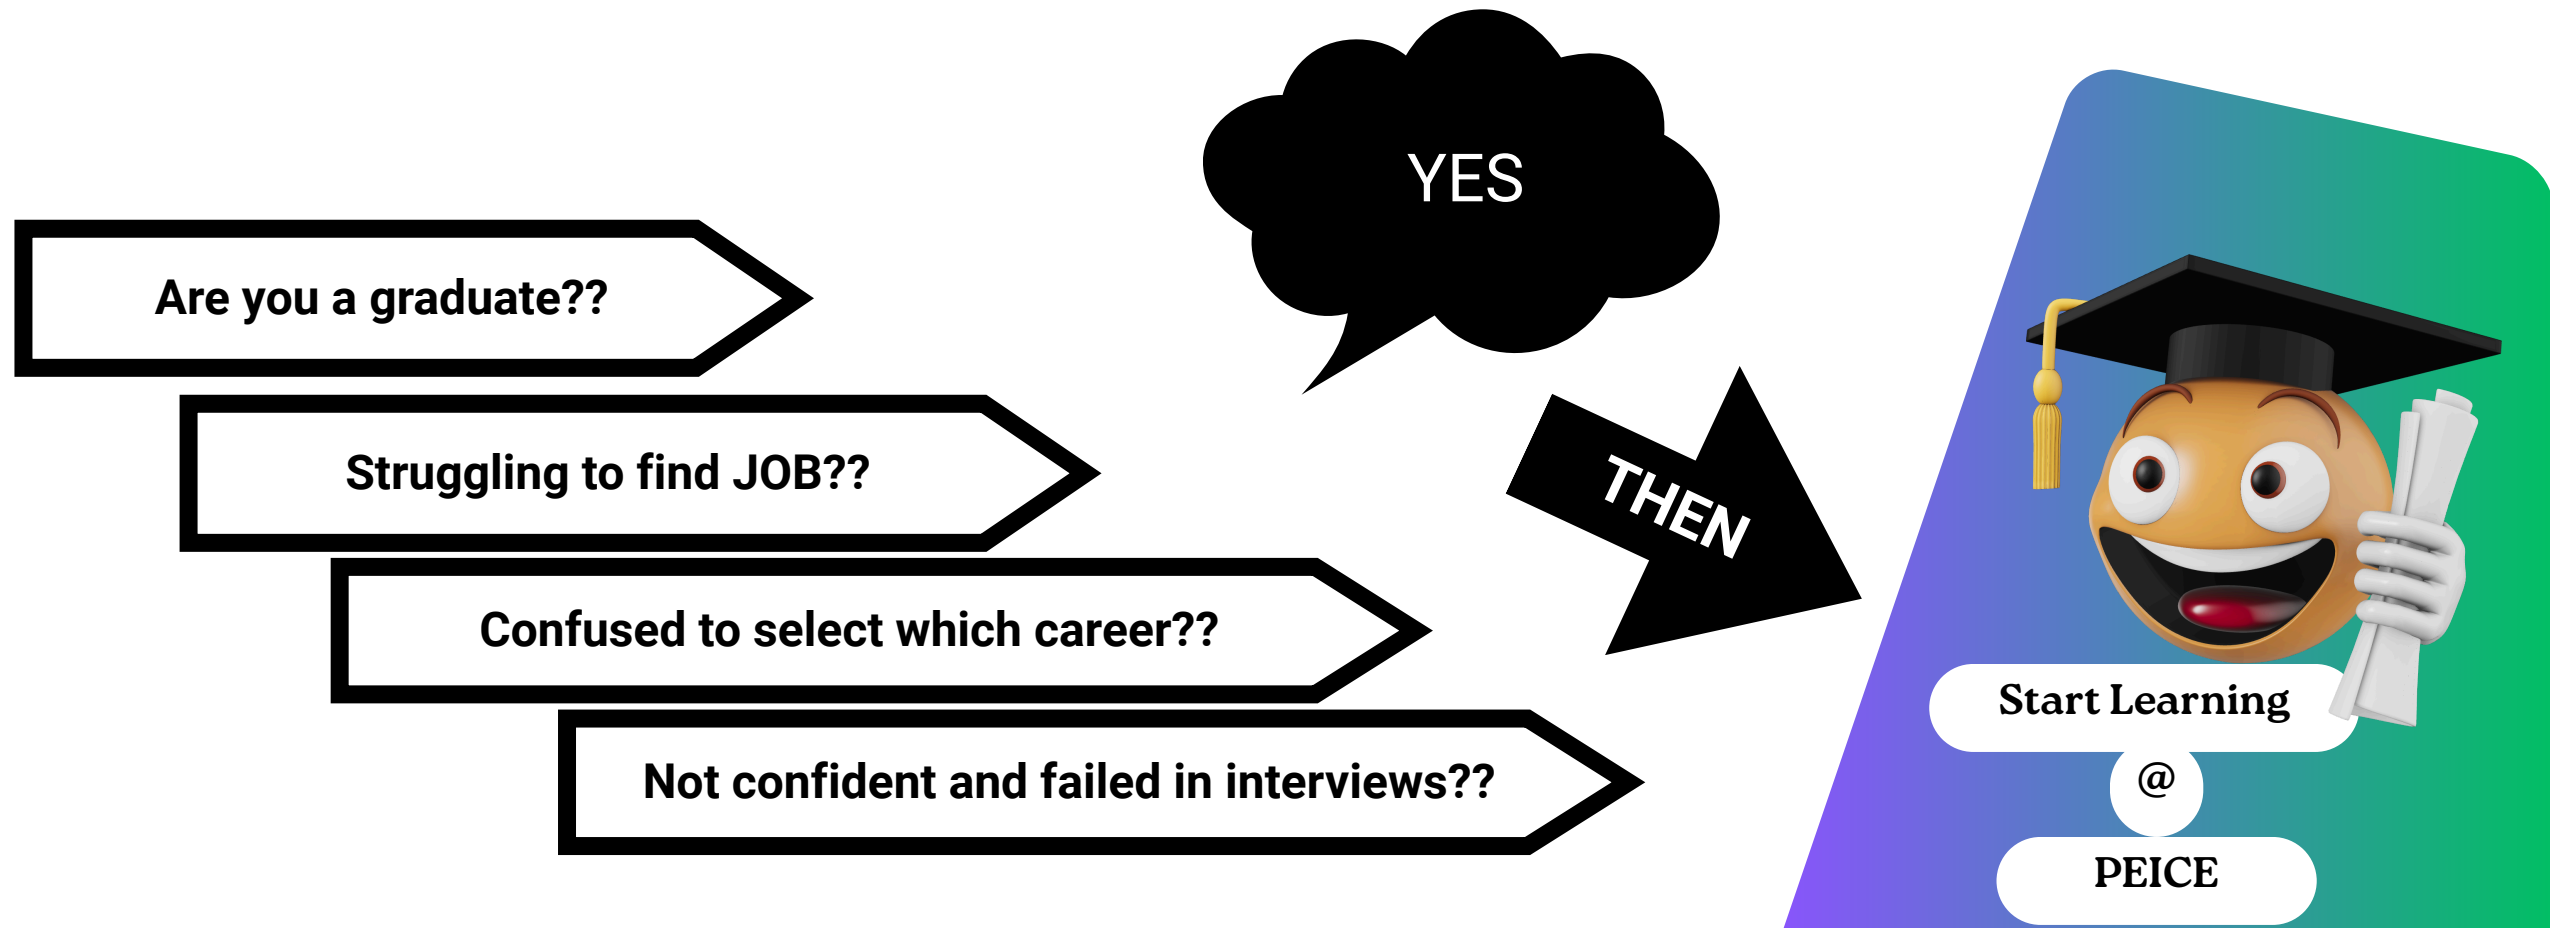 Are you a graduate??
Struggling to find JOB??
Confused to select which career??
Not confident and failed in interviews??
YES
THEN
Start Learning
@
PEICE